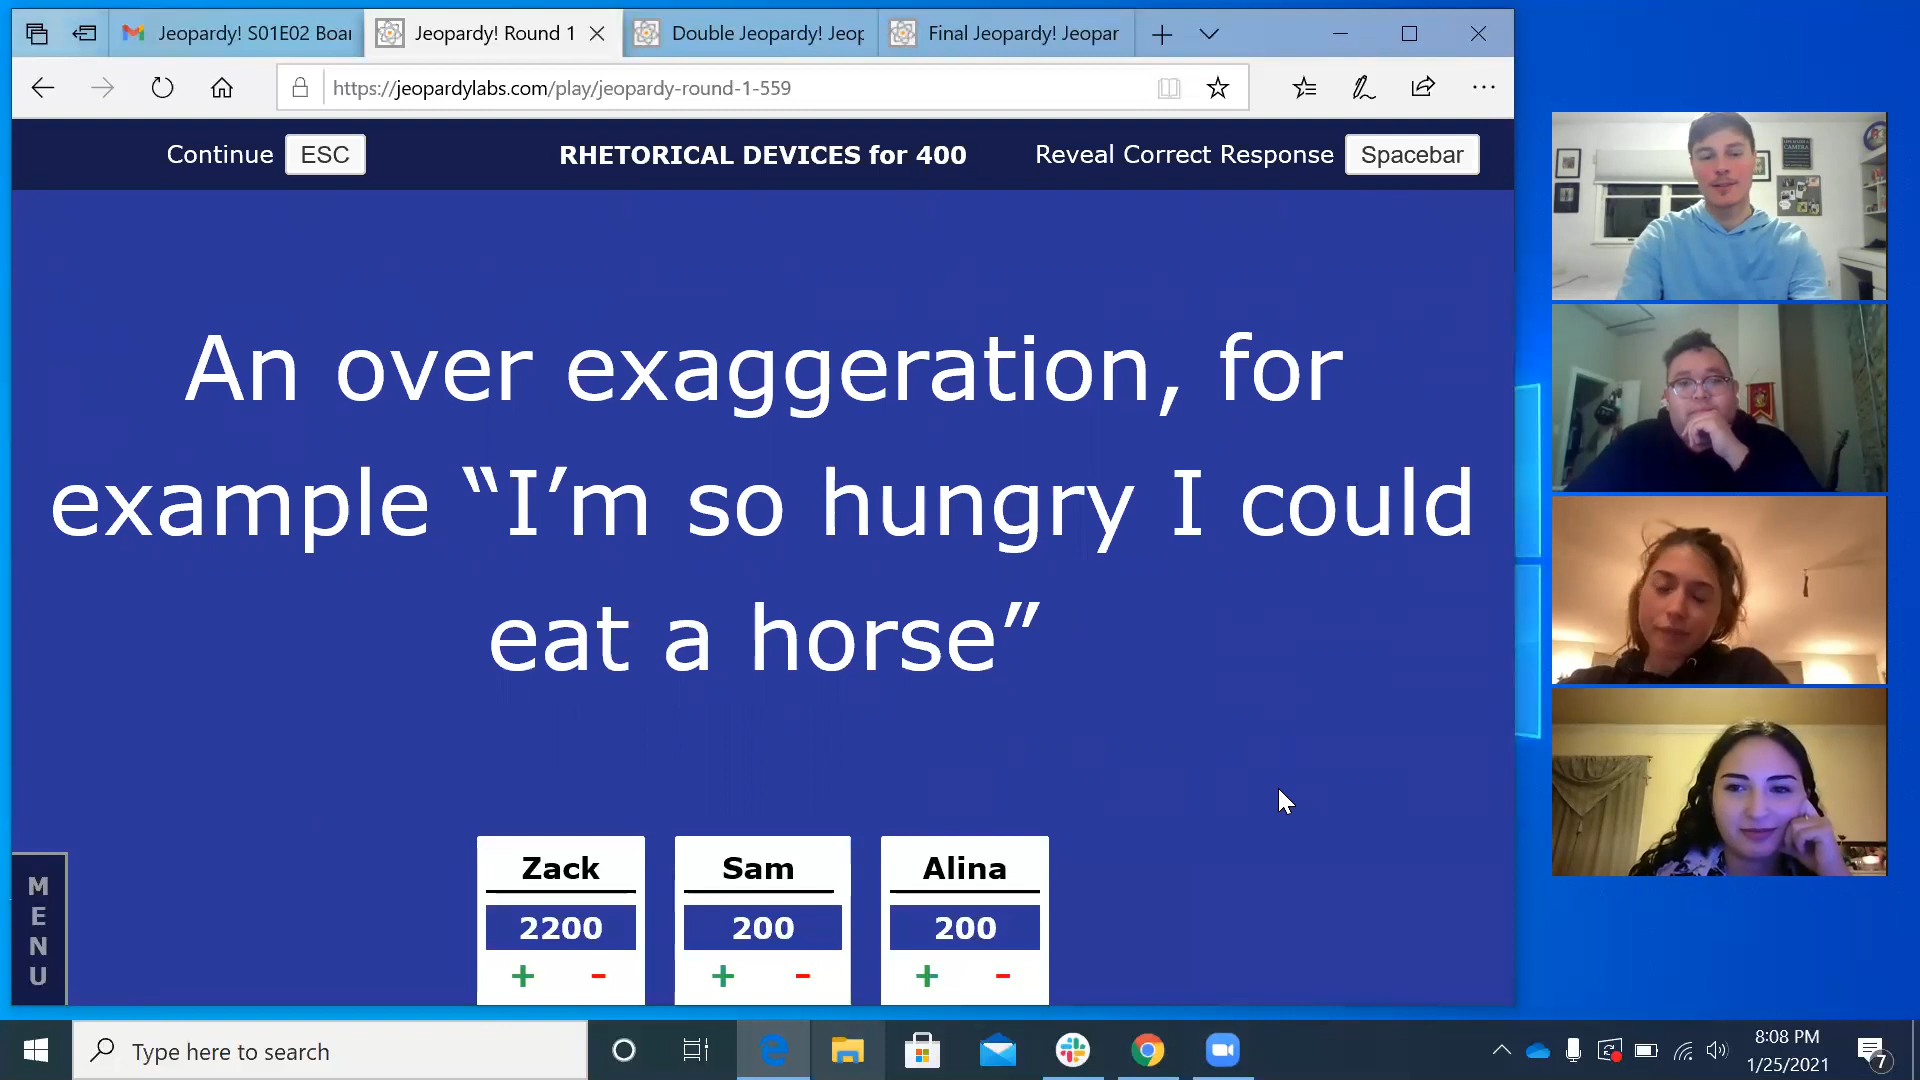 Jeopardy! S01E02 Boar
Jeopardy! Round 1
Double Jeopardy! Jeop
Final Jeopardy! Jeopar
https://jeopardylabs.com/play/jeopardy-round-1-559
Continue ESC
RHETORICAL DEVICES for 400
Reveal Correct Response Spacebar
An over exaggeration, for
example “I’m so hungry I could
eat a horse”
MENU
Zack Sam Alina
2200 200 200
+ - + - + -
Type here to search
8:08 PM
1/25/2021
7